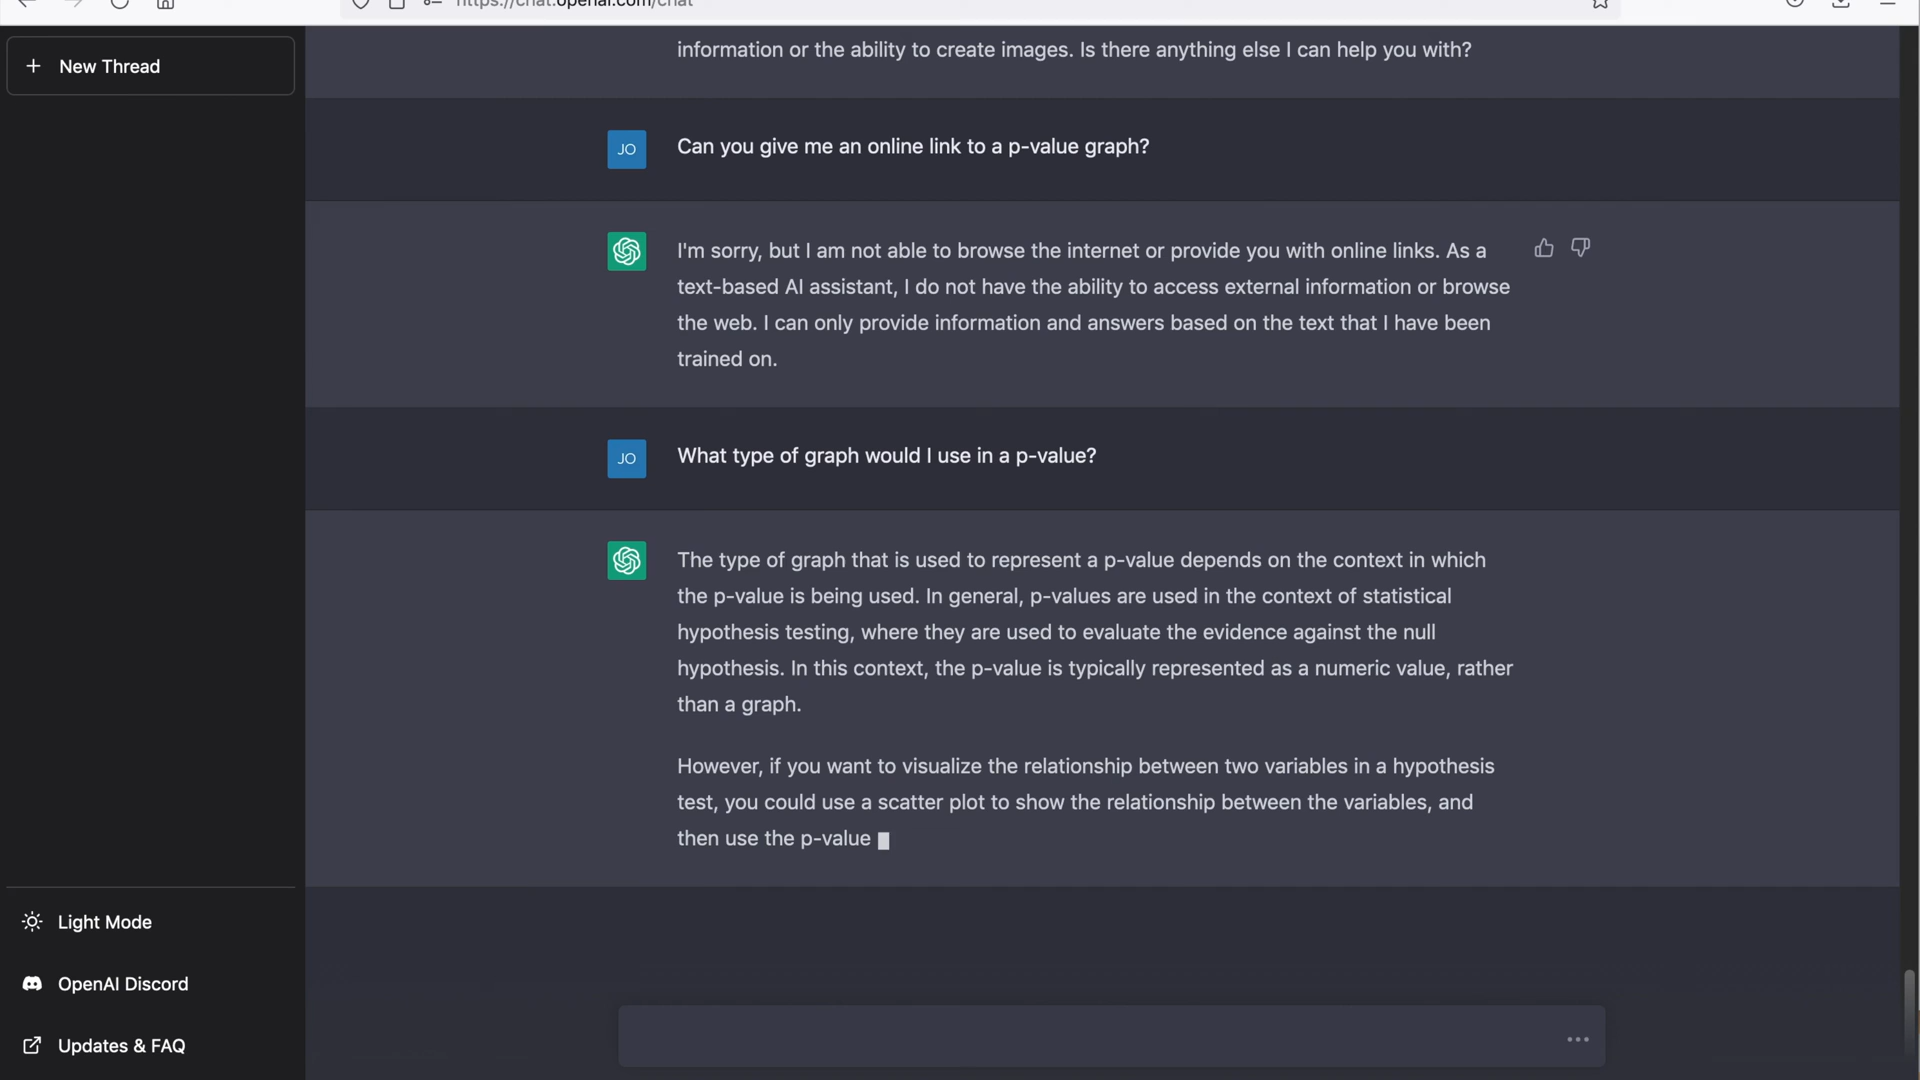 https://chat.openai.com/chat
New Thread
information or the ability to create images. Is there anything else I can help you with?
JO
Can you give me an online link to a p-value graph?
I'm sorry, but I am not able to browse the internet or provide you with online links. As a
text-based AI assistant, I do not have the ability to access external information or browse
the web. I can only provide information and answers based on the text that I have been
trained on.
JO
What type of graph would I use in a p-value?
The type of graph that is used to represent a p-value depends on the context in which
the p-value is being used. In general, p-values are used in the context of statistical
hypothesis testing, where they are used to evaluate the evidence against the null
hypothesis. In this context, the p-value is typically represented as a numeric value, rather
than a graph.
However, if you want to visualize the relationship between two variables in a hypothesis
test, you could use a scatter plot to show the relationship between the variables, and
then use the p-value
Light Mode
OpenAI Discord
Updates & FAQ